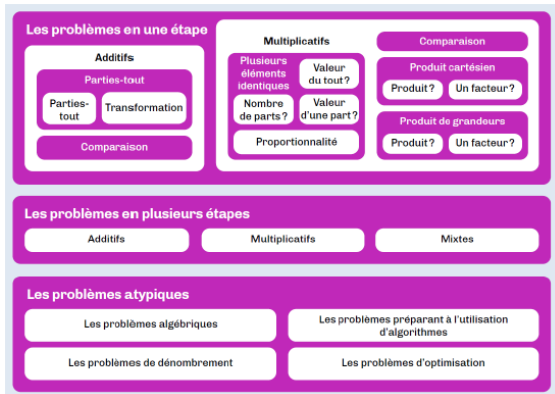 Les problèmes en une étape
Additifs
Parties-tout
Parties-
tout
Transformation
Comparaison
Multiplicatifs
Plusieurs
éléments
identiques
Valeur
du tout ?
Nombre
de parts ?
Valeur
d'une part ?
Proportionnalité
Comparaison
Produit cartésien
Produit ?
Un facteur ?
Produit de grandeurs
Produit ?
Un facteur ?
Les problèmes en plusieurs étapes
Additifs
Multiplicatifs
Mixtes
Les problèmes atypiques
Les problèmes algébriques
Les problèmes préparant à l'utilisation
d'algorithmes
Les problèmes de dénombrement
Les problèmes d'optimisation